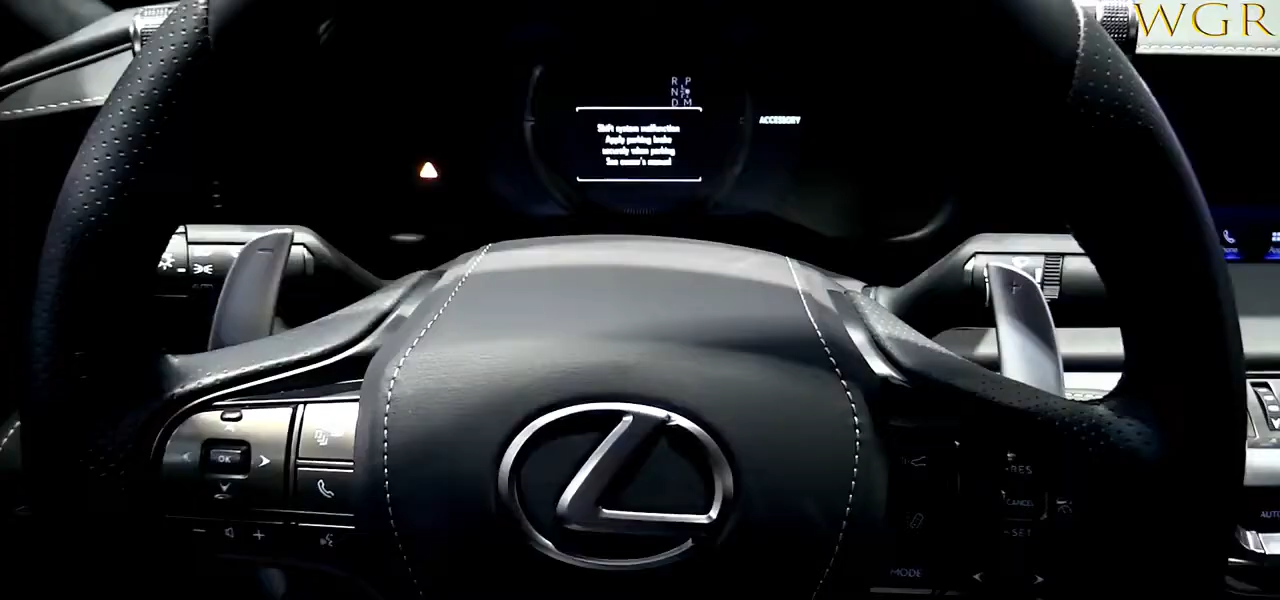 WGR
R P
N
D M
ACCESSORY
Shift system malfunction
Apply parking brake
securely when parking
See owner's manual
-
+
OK
- +
+RES
CANCEL
-SET
MODE
AUTO